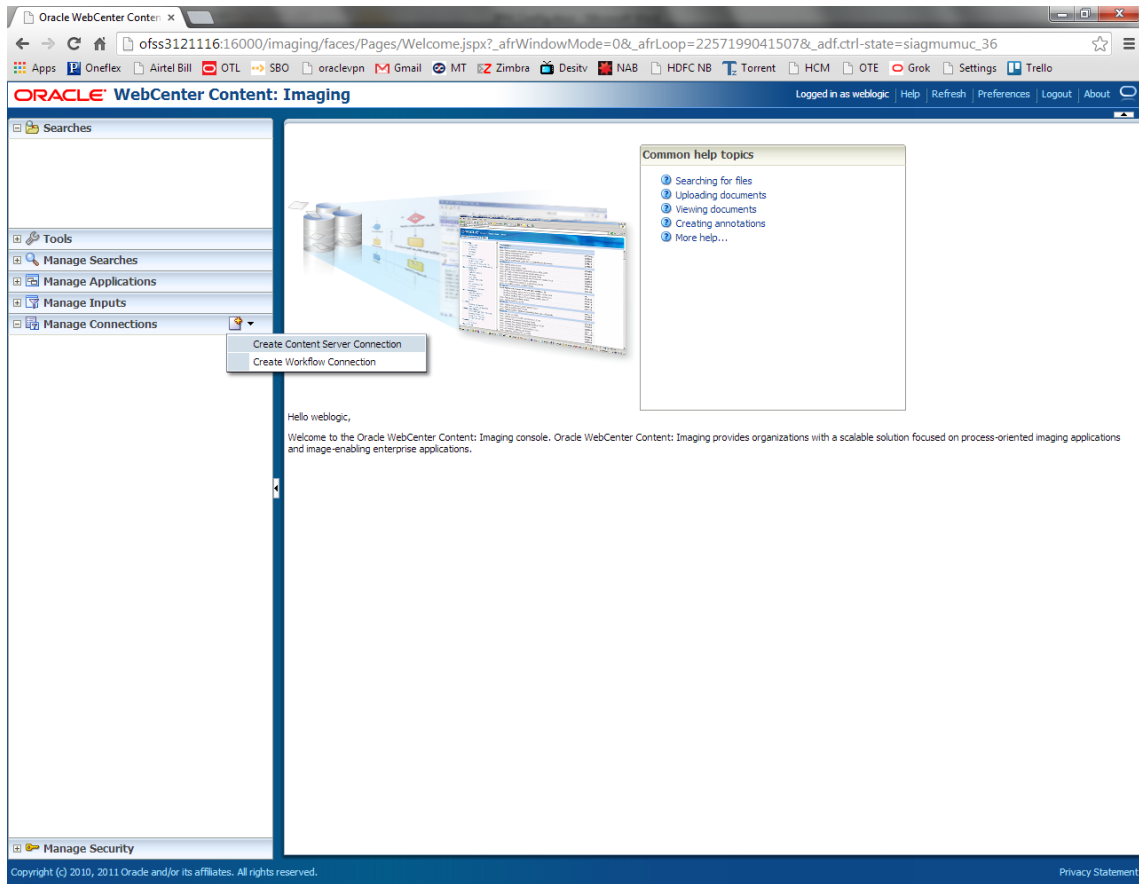 Oracle WebCenter Conten ×
ofss3121116:16000/imaging/faces/Pages/Welcome.jspx?_afrWindowMode=0&_afrLoop=2257199041507&_adf.ctrl-state=siagmumuc_36
Apps Oneflex Airtel Bill OTL SBO oraclevpn Gmail MT Zimbra Desitv NAB HDFC NB Torrent HCM OTE Grok Settings Trello
ORACLE WebCenter Content: Imaging
Logged in as weblogic Help Refresh Preferences Logout About
Searches
Tools
Manage Searches
Manage Applications
Manage Inputs
Manage Connections
Create Content Server Connection
Create Workflow Connection
Manage Security
Common help topics
Searching for files
Uploading documents
Viewing documents
Creating annotations
More help...
Hello weblogic,
Welcome to the Oracle WebCenter Content: Imaging console. Oracle WebCenter Content: Imaging provides organizations with a scalable solution focused on process-oriented imaging applications
and image-enabling enterprise applications.
Copyright (c) 2010, 2011 Oracle and/or its affiliates. All rights reserved.
Privacy Statement